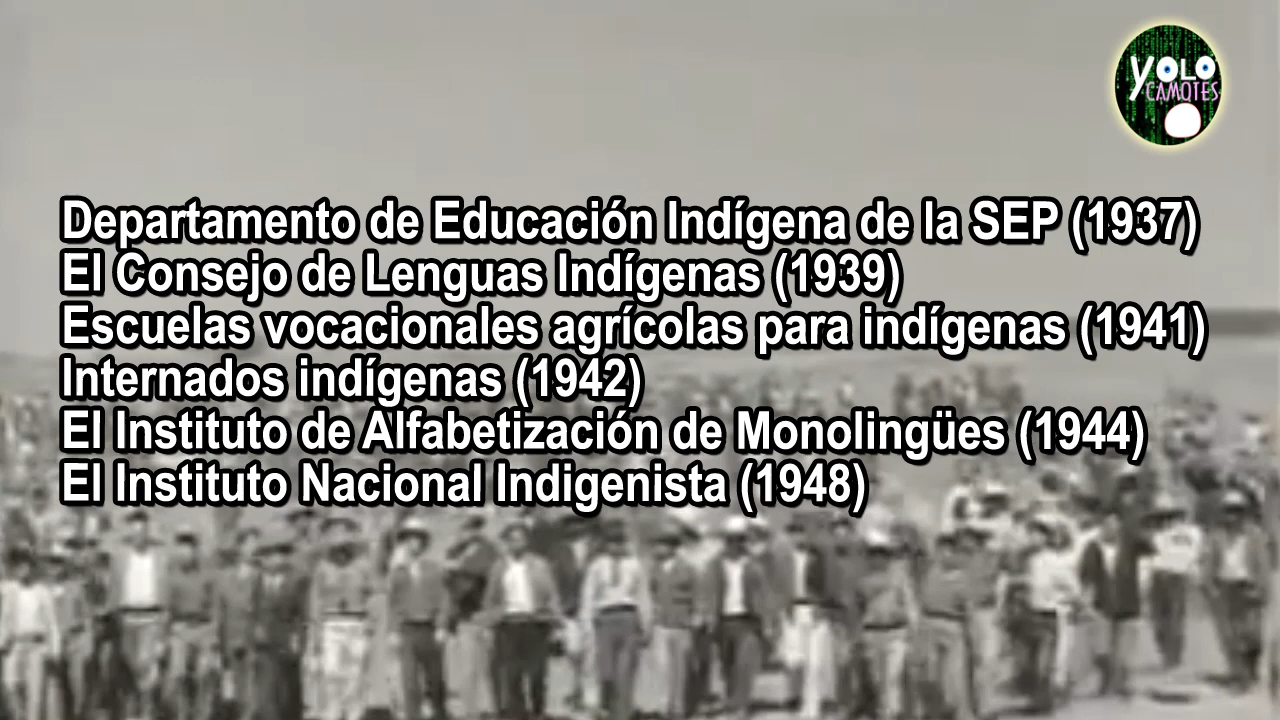 YOLO
CAMOTES
Departamento de Educación Indígena de la SEP (1937)
El Consejo de Lenguas Indígenas (1939)
Escuelas vocacionales agrícolas para indígenas (1941)
Internados indígenas (1942)
El Instituto de Alfabetización de Monolingües (1944)
El Instituto Nacional Indigenista (1948)